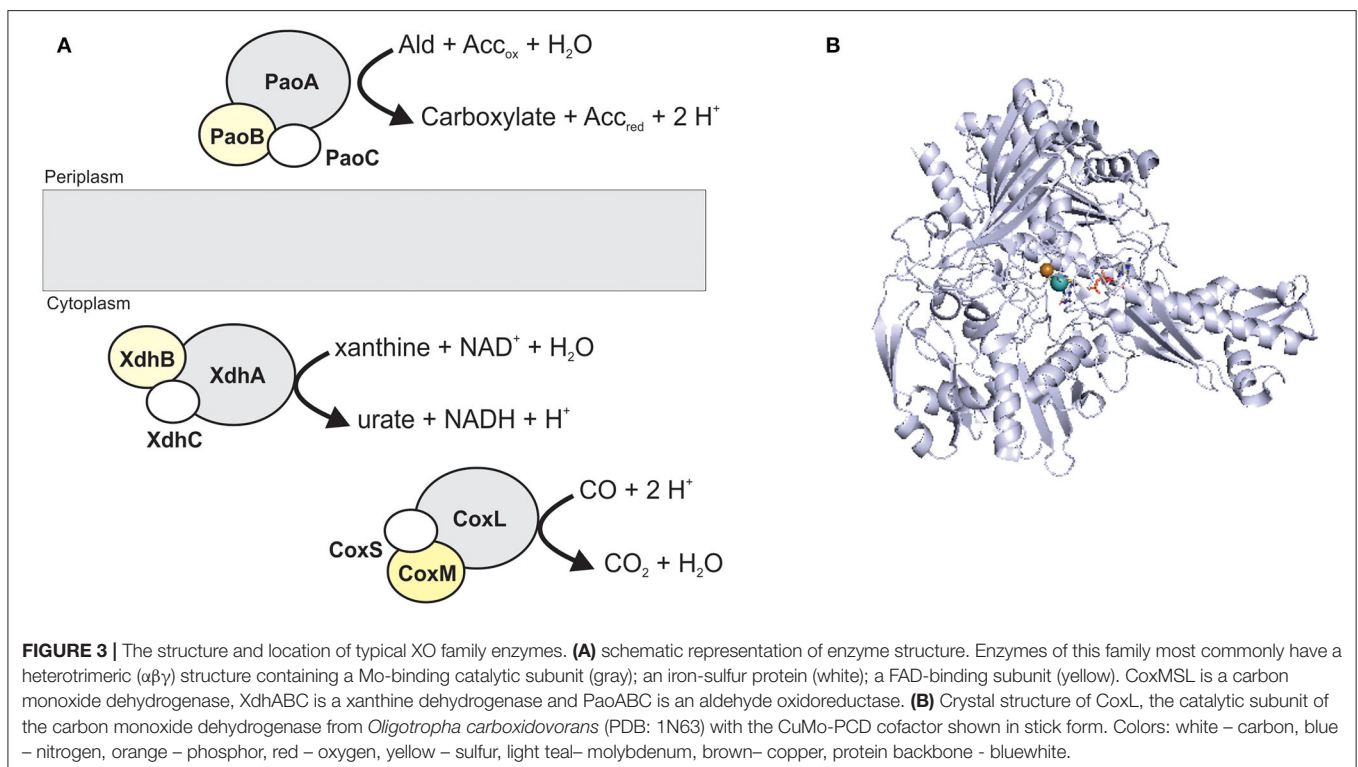 A
B
Ald + Accox + H2O
PaoA
Carboxylate + Accred + 2 H+
PaoB
PaoC
Periplasm
Cytoplasm
XdhB
XdhA
xanthine + NAD+ + H2O
XdhC
urate + NADH + H+
CO + 2 H+
CoxL
CoxS
CoxM
CO2 + H2O
FIGURE 3 | The structure and location of typical XO family enzymes. (A) schematic representation of enzyme structure. Enzymes of this family most commonly have a
heterotrimeric (αβγ) structure containing a Mo-binding catalytic subunit (gray); an iron-sulfur protein (white); a FAD-binding subunit (yellow). CoxMSL is a carbon
monoxide dehydrogenase, XdhABC is a xanthine dehydrogenase and PaoABC is an aldehyde oxidoreductase. (B) Crystal structure of CoxL, the catalytic subunit of
the carbon monoxide dehydrogenase from Oligotropha carboxidovorans (PDB: 1N63) with the CuMo-PCD cofactor shown in stick form. Colors: white – carbon, blue
– nitrogen, orange – phosphor, red – oxygen, yellow – sulfur, light teal– molybdenum, brown– copper, protein backbone - bluewhite.